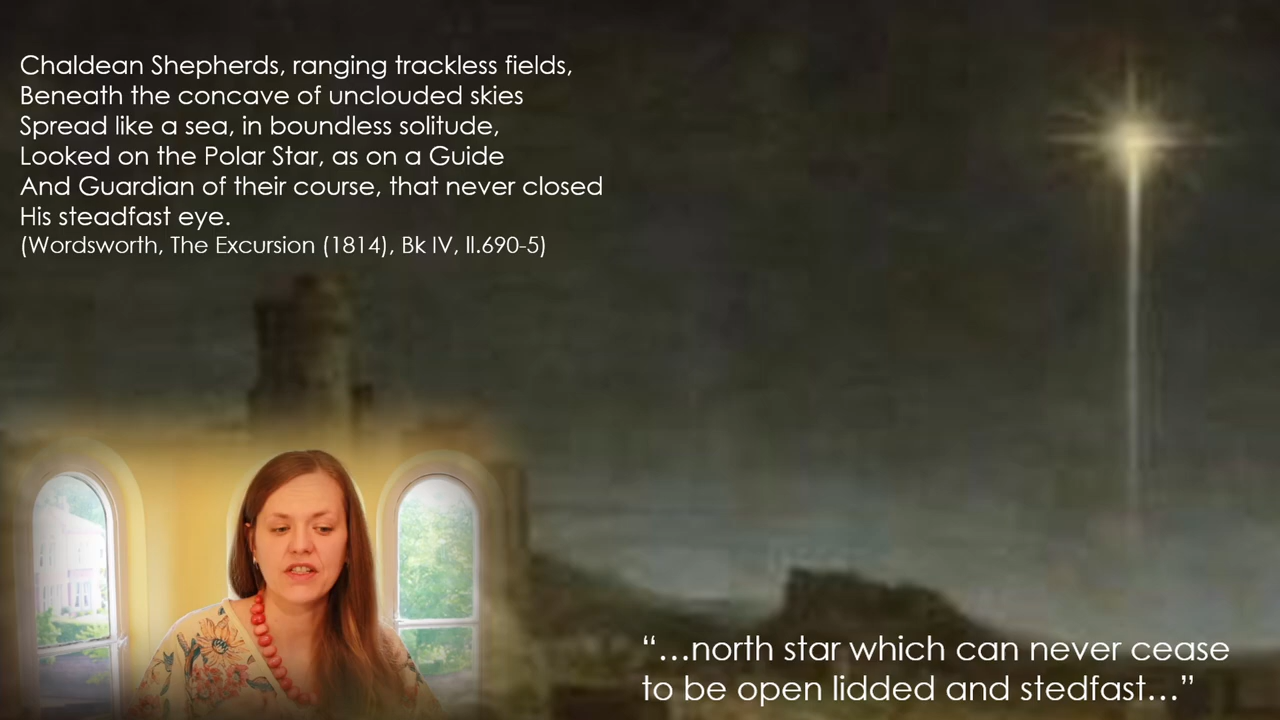 Chaldean Shepherds, ranging trackless fields,
Beneath the concave of unclouded skies
Spread like a sea, in boundless solitude,
Looked on the Polar Star, as on a Guide
And Guardian of their course, that never closed
His steadfast eye.
(Wordsworth, The Excursion (1814), Bk IV, ll.690-5)
“…north star which can never cease
to be open lidded and stedfast…”